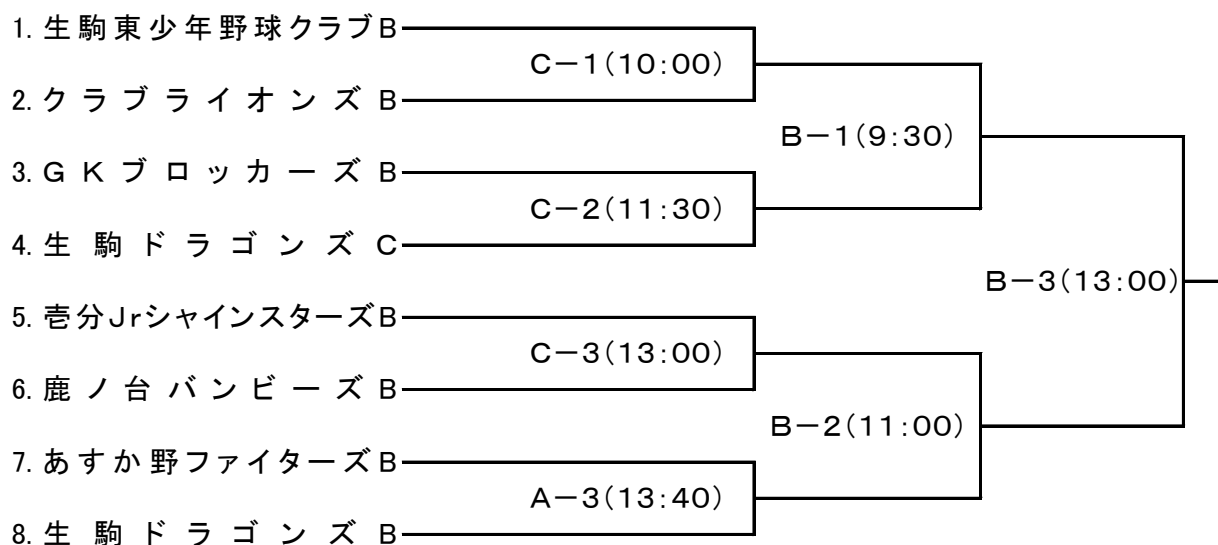 1. 生駒東少年野球クラブB
C－1(10:00)
2. クラブライオンズB
B－1(9:30)
3. GKブロッカーズB
C－2(11:30)
4. 生駒ドラゴンズC
B－3(13:00)
5. 壱分JrシャインスターズB
C－3(13:00)
6. 鹿ノ台バンビーズB
B－2(11:00)
7. あすか野ファイターズB
A－3(13:40)
8. 生駒ドラゴンズB